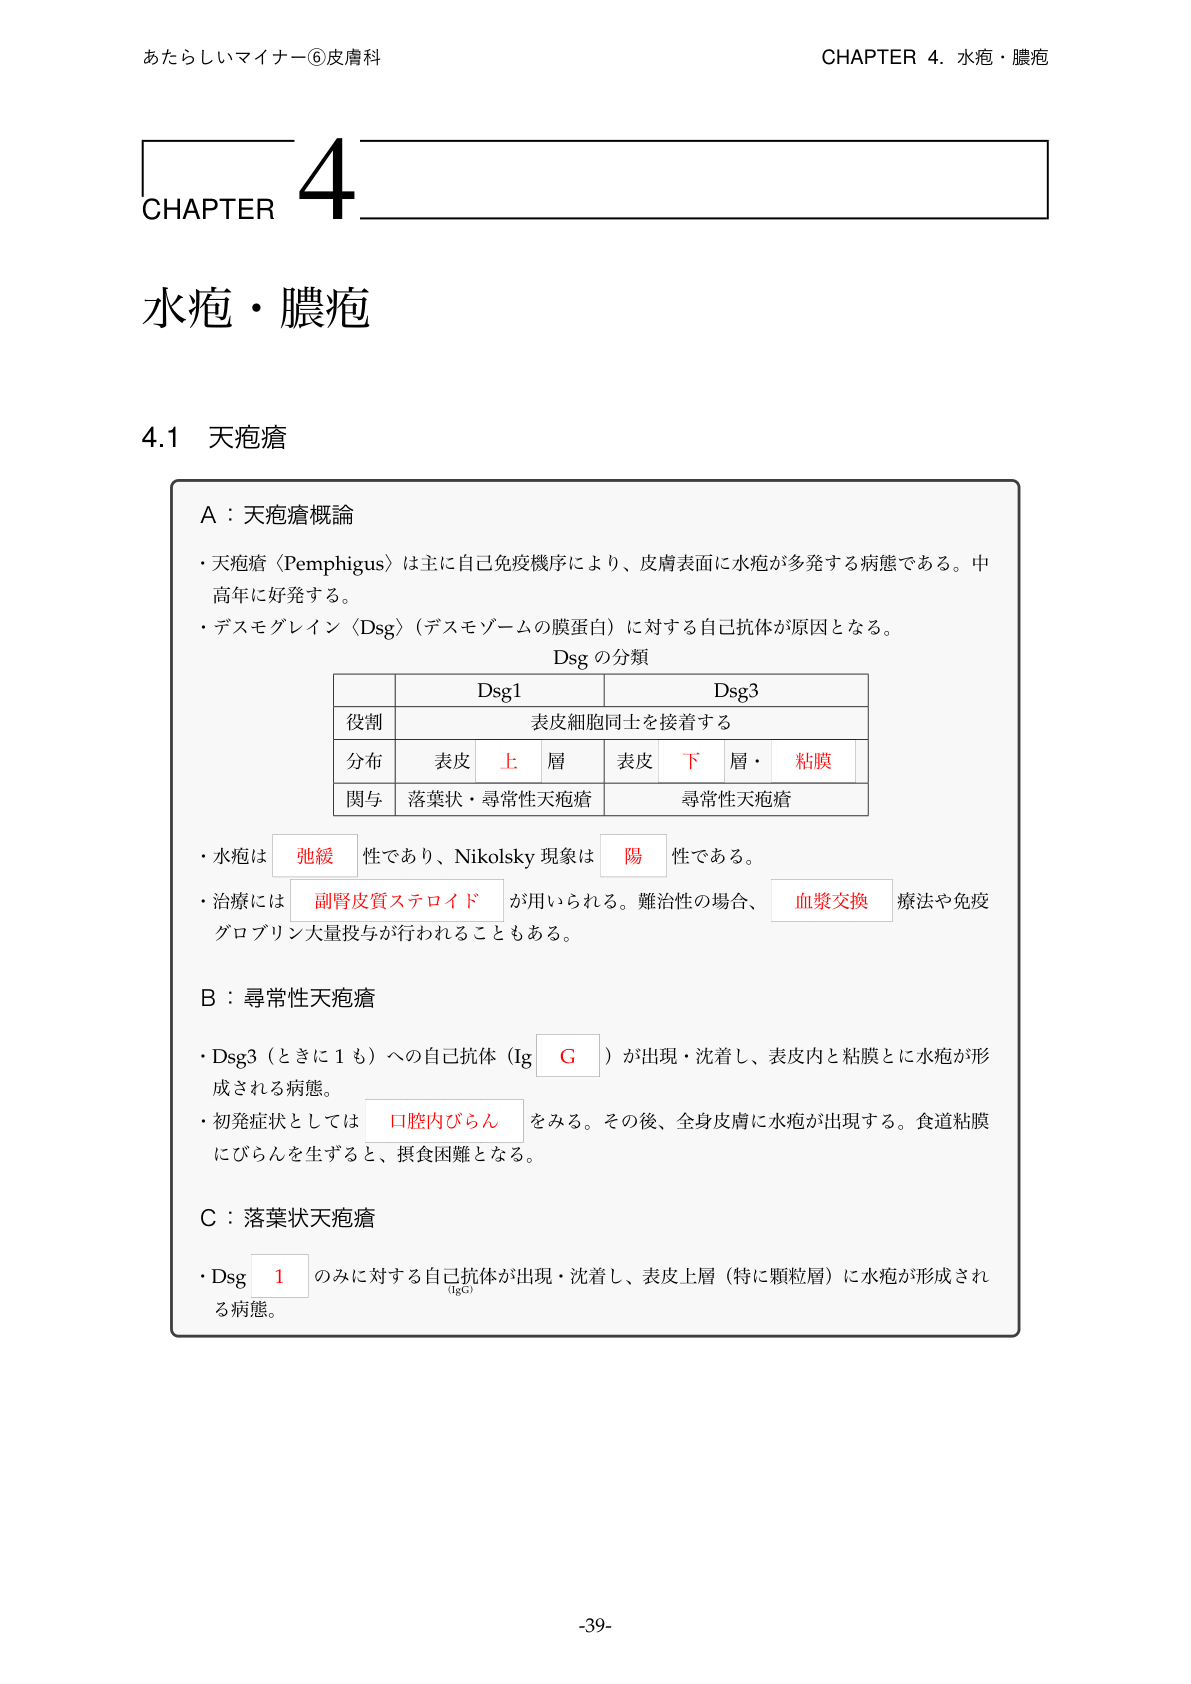 あたらしいマイナー⑥皮膚科 CHAPTER 4. 水疱・膿疱
CHAPTER 4
水疱・膿疱
4.1 天疱瘡
A：天疱瘡概論
・天疱瘡〈Pemphigus〉は主に自己免疫機序により、皮膚表面に水疱が多発する病態である。中
高年に好発する。
・デスモグレイン〈Dsg〉（デスモゾームの膜蛋白）に対する自己抗体が原因となる。
Dsg の分類
Dsg1 Dsg3
役割 表皮細胞同士を接着する
分布 表皮 上 層 表皮 下 層・ 粘膜
関与 落葉状・尋常性天疱瘡 尋常性天疱瘡
・水疱は 弛緩 性であり、Nikolsky 現象は 陽 性である。
・治療には 副腎皮質ステロイド が用いられる。難治性の場合、 血漿交換 療法や免疫
グロブリン大量投与が行われることもある。
B：尋常性天疱瘡
・Dsg3（ときに 1 も）への自己抗体（Ig G ）が出現・沈着し、表皮内と粘膜とに水疱が形
成される病態。
・初発症状としては 口腔内びらん をみる。その後、全身皮膚に水疱が出現する。食道粘膜
にびらんを生ずると、摂食困難となる。
C：落葉状天疱瘡
・Dsg 1 のみに対する自己抗体が出現・沈着し、表皮上層（特に顆粒層）に水疱が形成され
(IgG)
る病態。
-39-